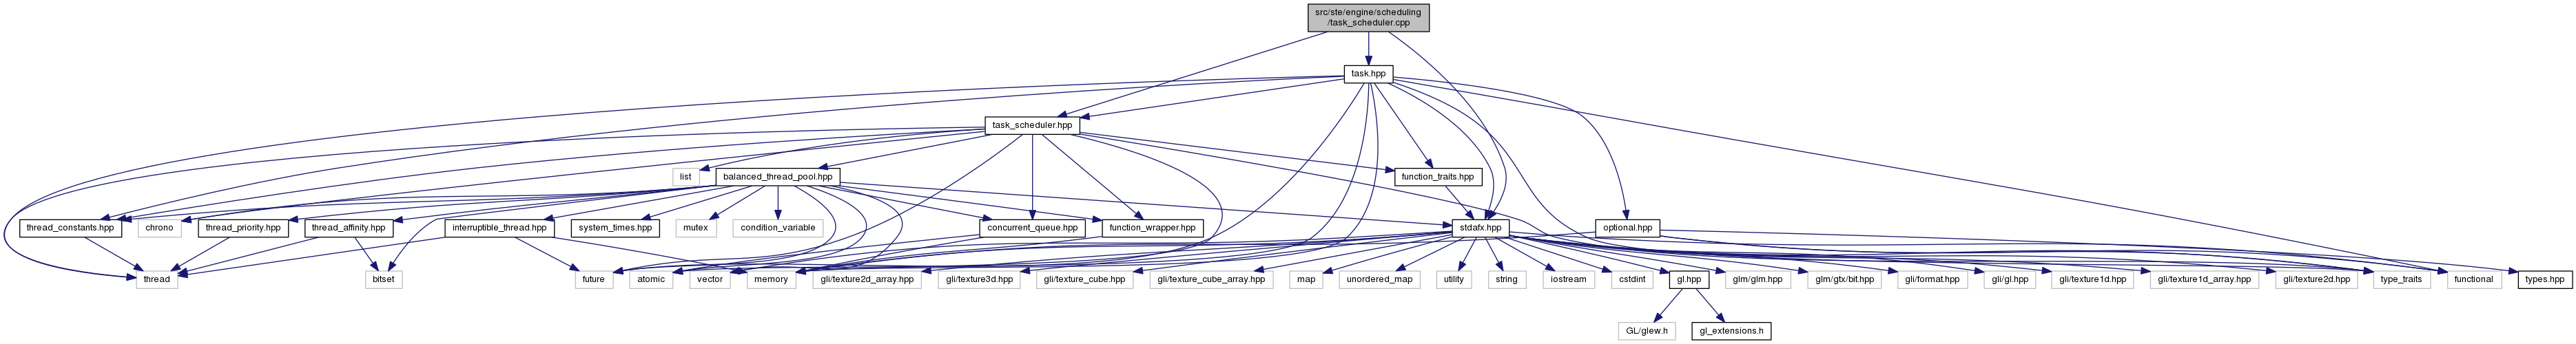 src/ste/engine/scheduling
/task_scheduler.cpp
task.hpp
task_scheduler.hpp
list
balanced_thread_pool.hpp
function_traits.hpp
thread_constants.hpp
chrono
thread_priority.hpp
thread_affinity.hpp
interruptible_thread.hpp
system_times.hpp
mutex
condition_variable
concurrent_queue.hpp
function_wrapper.hpp
stdafx.hpp
optional.hpp
thread
bitset
future
atomic
vector
memory
gli/texture2d_array.hpp
gli/texture3d.hpp
gli/texture_cube.hpp
gli/texture_cube_array.hpp
map
unordered_map
utility
string
iostream
cstdint
gl.hpp
glm/glm.hpp
glm/gtx/bit.hpp
gli/format.hpp
gli/gl.hpp
gli/texture1d.hpp
gli/texture1d_array.hpp
gli/texture2d.hpp
type_traits
functional
types.hpp
GL/glew.h
gl_extensions.h